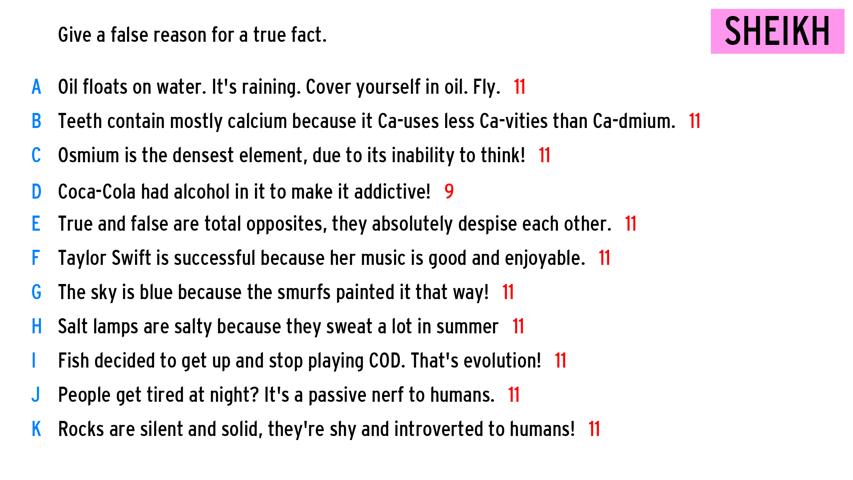 Give a false reason for a true fact.
SHEIKH
A Oil floats on water. It's raining. Cover yourself in oil. Fly. 11
B Teeth contain mostly calcium because it Ca-uses less Ca-vities than Ca-dmium. 11
C Osmium is the densest element, due to its inability to think! 11
D Coca-Cola had alcohol in it to make it addictive! 9
E True and false are total opposites, they absolutely despise each other. 11
F Taylor Swift is successful because her music is good and enjoyable. 11
G The sky is blue because the smurfs painted it that way! 11
H Salt lamps are salty because they sweat a lot in summer 11
I Fish decided to get up and stop playing COD. That's evolution! 11
J People get tired at night? It's a passive nerf to humans. 11
K Rocks are silent and solid, they're shy and introverted to humans! 11